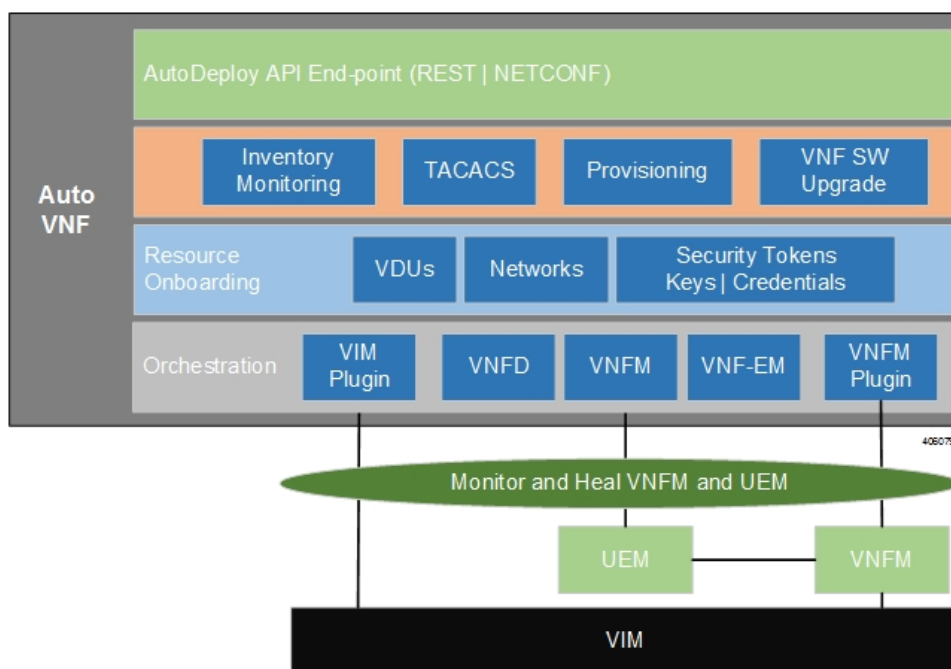 AutoDeploy API End-point (REST | NETCONF)
Inventory
Monitoring
TACACS
Provisioning
VNF SW
Upgrade
Auto
VNF
Resource
Onboarding
VDUs
Networks
Security Tokens
Keys | Credentials
Orchestration
VIM
Plugin
VNFD
VNFM
VNF-EM
VNFM
Plugin
406075
Monitor and Heal VNFM and UEM
UEM
VNFM
VIM